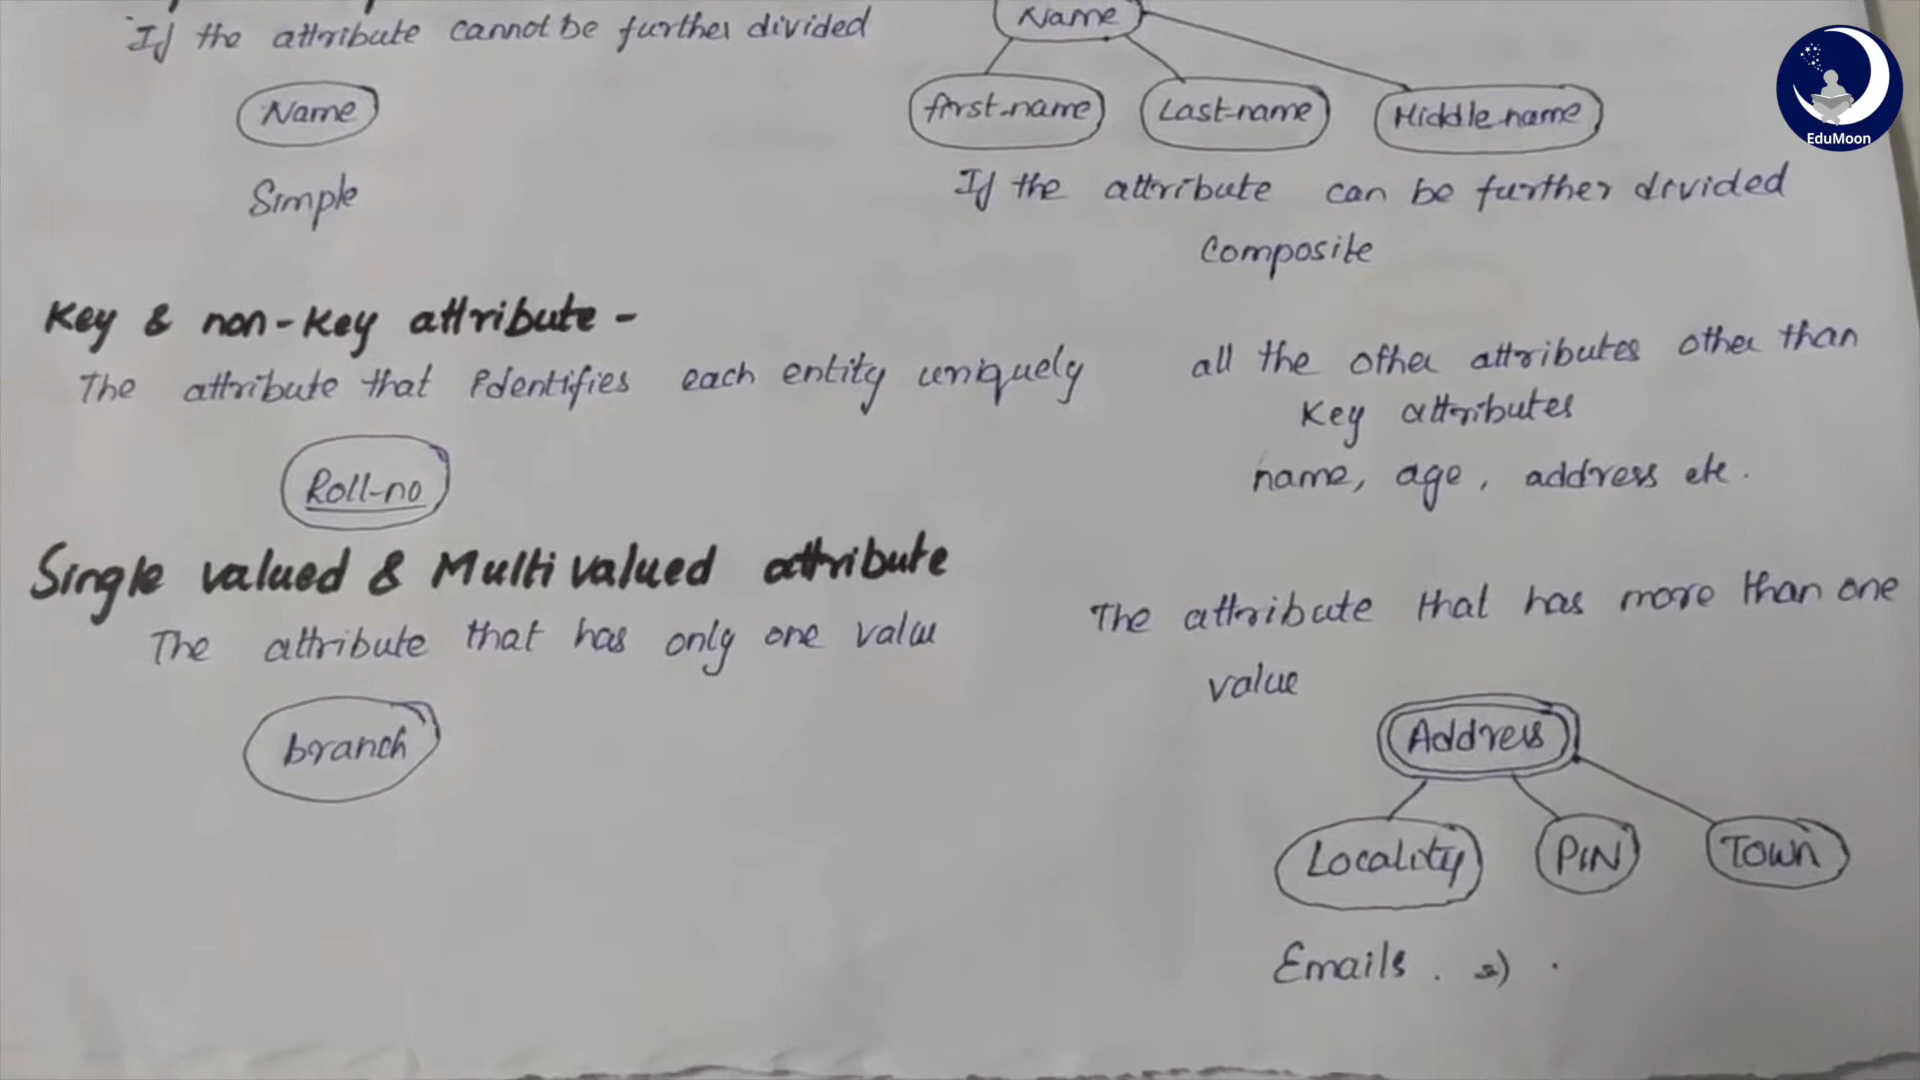 If the attribute cannot be further divided
Name
Simple
Name
first-name Last-name Middle name
If the attribute can be further divided
Composite
EduMoon
Key & non-key attribute -
The attribute that identifies each entity uniquely
Roll-no
all the other attributes other than
Key attributes
name, age, address etc.
Single valued & Multi valued attribute
The attribute that has only one value
branch
The attribute that has more than one
value
Address
Locality PIN Town
Emails .